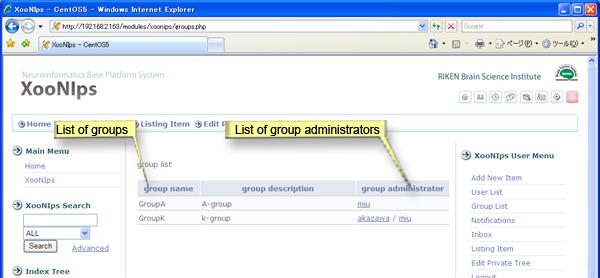 XooNIps - CentOS5 - Windows Internet Explorer
http://192.168.2.163/modules/xoonips/groups.php
Google
XooNIps - CentOS5
ページ(P)
ツール(O)
Neuroinformatics Base Platform System
XooNIps
RIKEN Brain Science Institute
Home
Listing Item
Edit
List of groups
List of group administrators
Main Menu
Home
XooNIps
XooNIps Search
ALL
Search
Advanced
Index Tree
group list
group name group description group administrator
GroupA A-group miu
GroupK k-group akazawa / miu
XooNIps User Menu
Add New Item
User List
Group List
Notifications
Inbox
Listing Item
Edit Private Tree
Logout